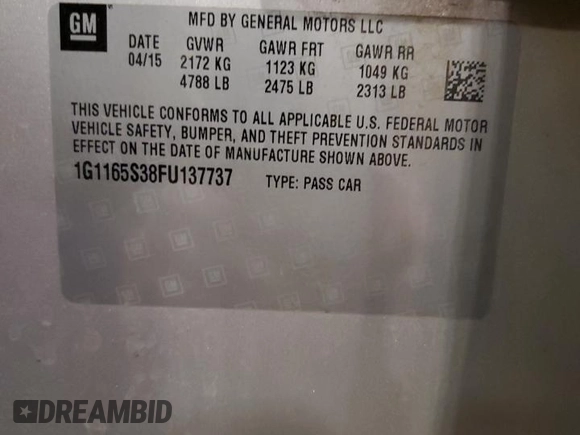 GM
MFD BY GENERAL MOTORS LLC
DATE GVWR GAWR FRT GAWR RR
04/15 2172 KG 1123 KG 1049 KG
4788 LB 2475 LB 2313 LB
THIS VEHICLE CONFORMS TO ALL APPLICABLE U.S. FEDERAL MOTOR
VEHICLE SAFETY, BUMPER, AND THEFT PREVENTION STANDARDS IN
EFFECT ON THE DATE OF MANUFACTURE SHOWN ABOVE.
1G1165S38FU137737 TYPE: PASS CAR
DREAMBID